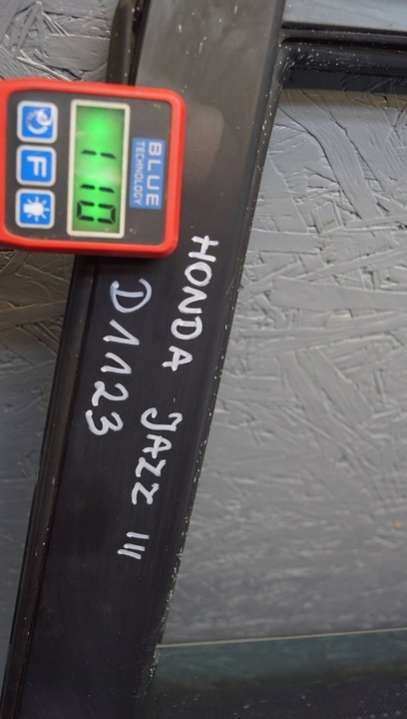 BLUE
TECHNOLOGY
110
F
HONDA JAZZ III
D1123